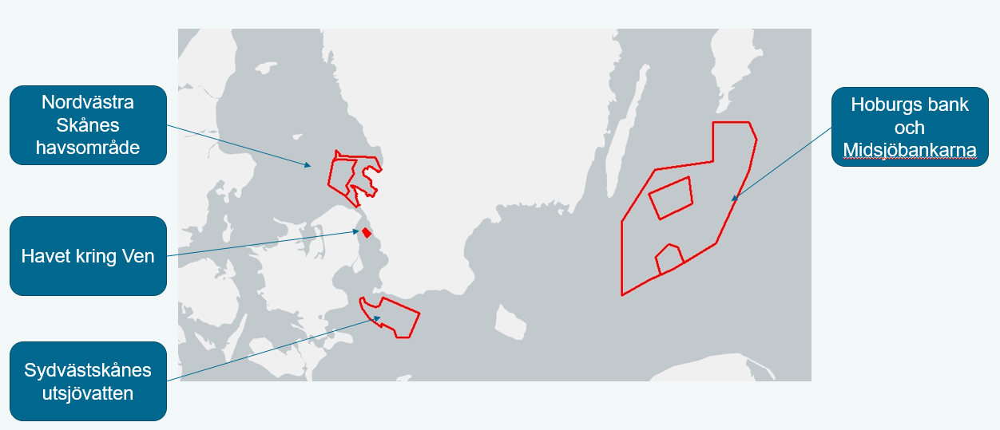 Nordvästra
Skånes
havsområde
Hoburgs bank
och
Midsjöbankarna
Havet kring Ven
Sydvästskånes
utsjövatten